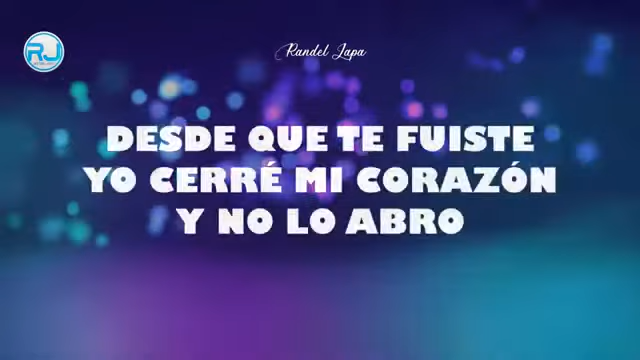 RJ
Randel Lapa
DESDE QUE TE FUISTE
YO CERRÉ MI CORAZÓN
Y NO LO ABRO